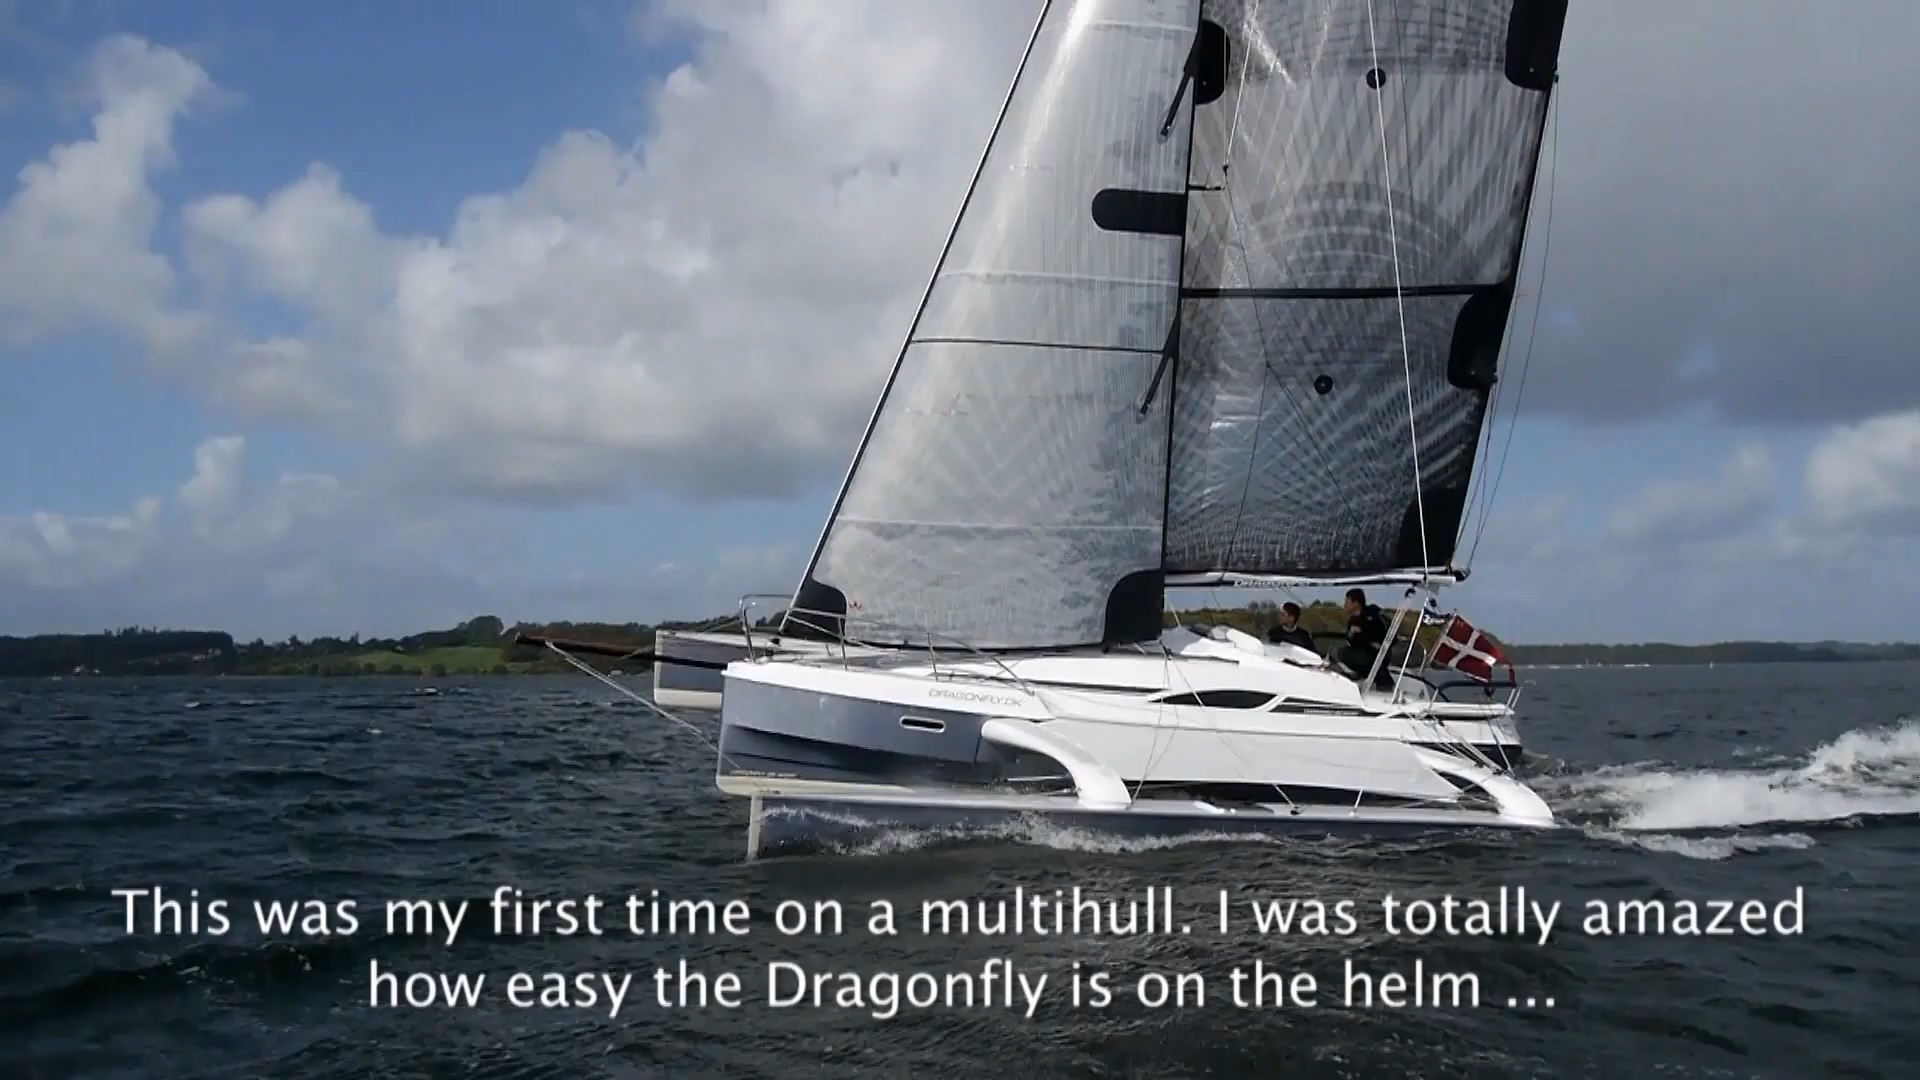 DRAGONFLY
DRAGONFLY.DK
This was my first time on a multihull. I was totally amazed
how easy the Dragonfly is on the helm ...